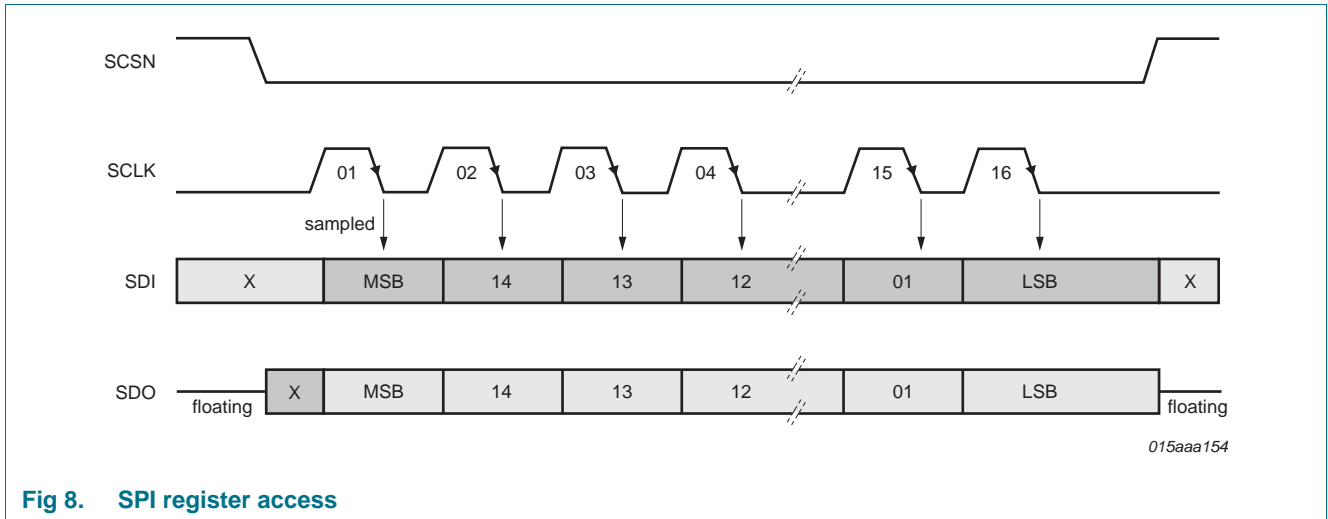 SCSN
SCLK 01 02 03 04 15 16
sampled
SDI X MSB 14 13 12 01 LSB X
SDO X MSB 14 13 12 01 LSB
floating floating
015aaa154
Fig 8. SPI register access